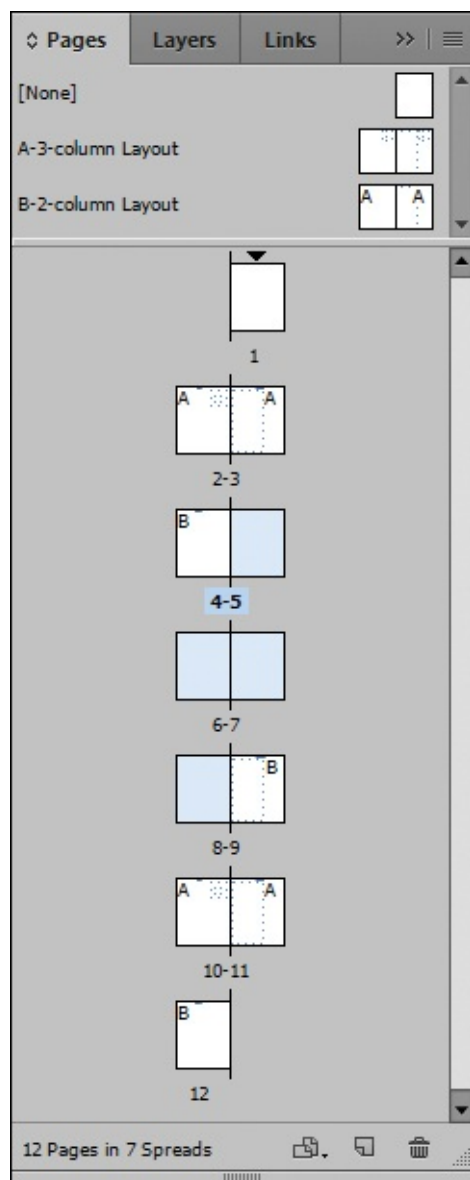 Pages Layers Links >>
[None]
A-3-column Layout
B-2-column Layout
A A
1
A A
2-3
B
4-5
6-7
B
8-9
A A
10-11
B
12
12 Pages in 7 Spreads